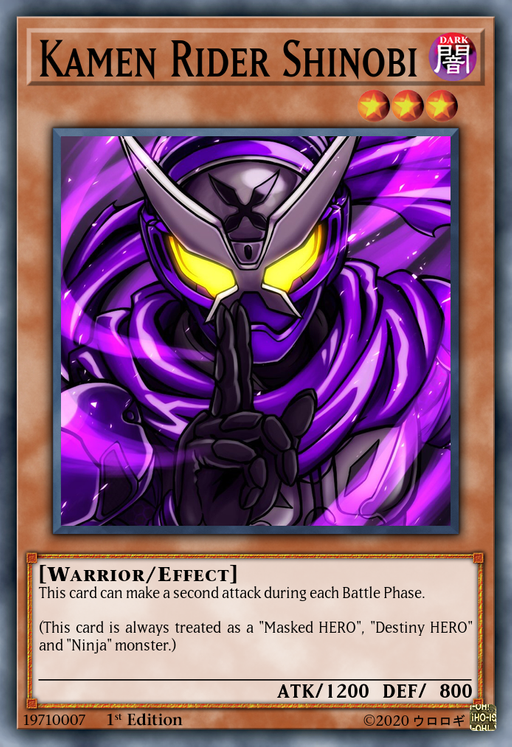 KAMEN RIDER SHINOBI
DARK
闇
[WARRIOR/EFFECT]
This card can make a second attack during each Battle Phase.
(This card is always treated as a "Masked HERO", "Destiny HERO"
and "Ninja" monster.)
ATK/1200 DEF/ 800
19710007 1st Edition ©2020 ウロロギ